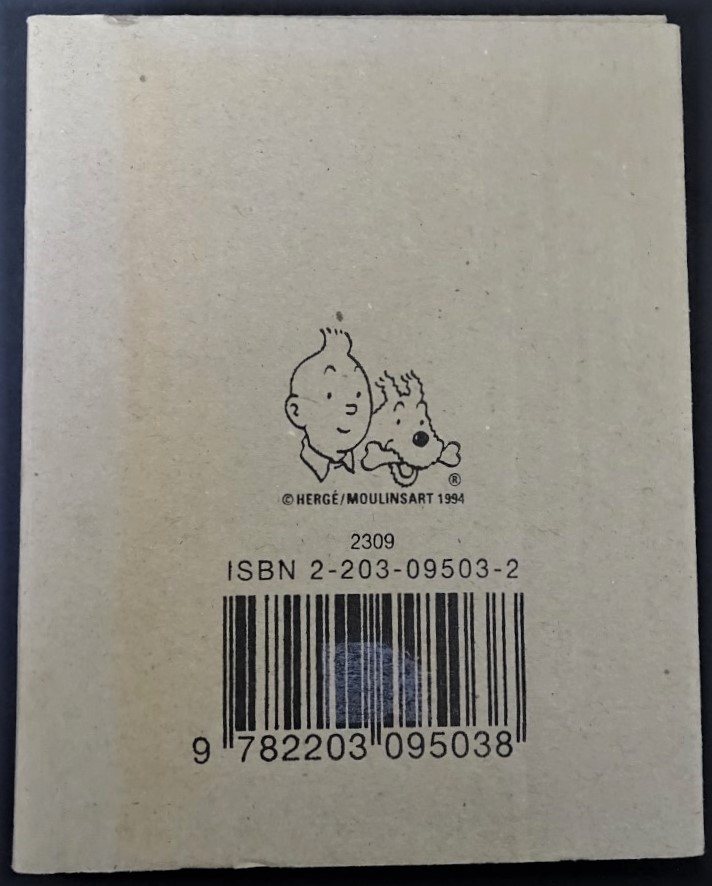 ®
© HERGÉ/MOULINSART 1994
2309
ISBN 2-203-09503-2
9 782203 095038